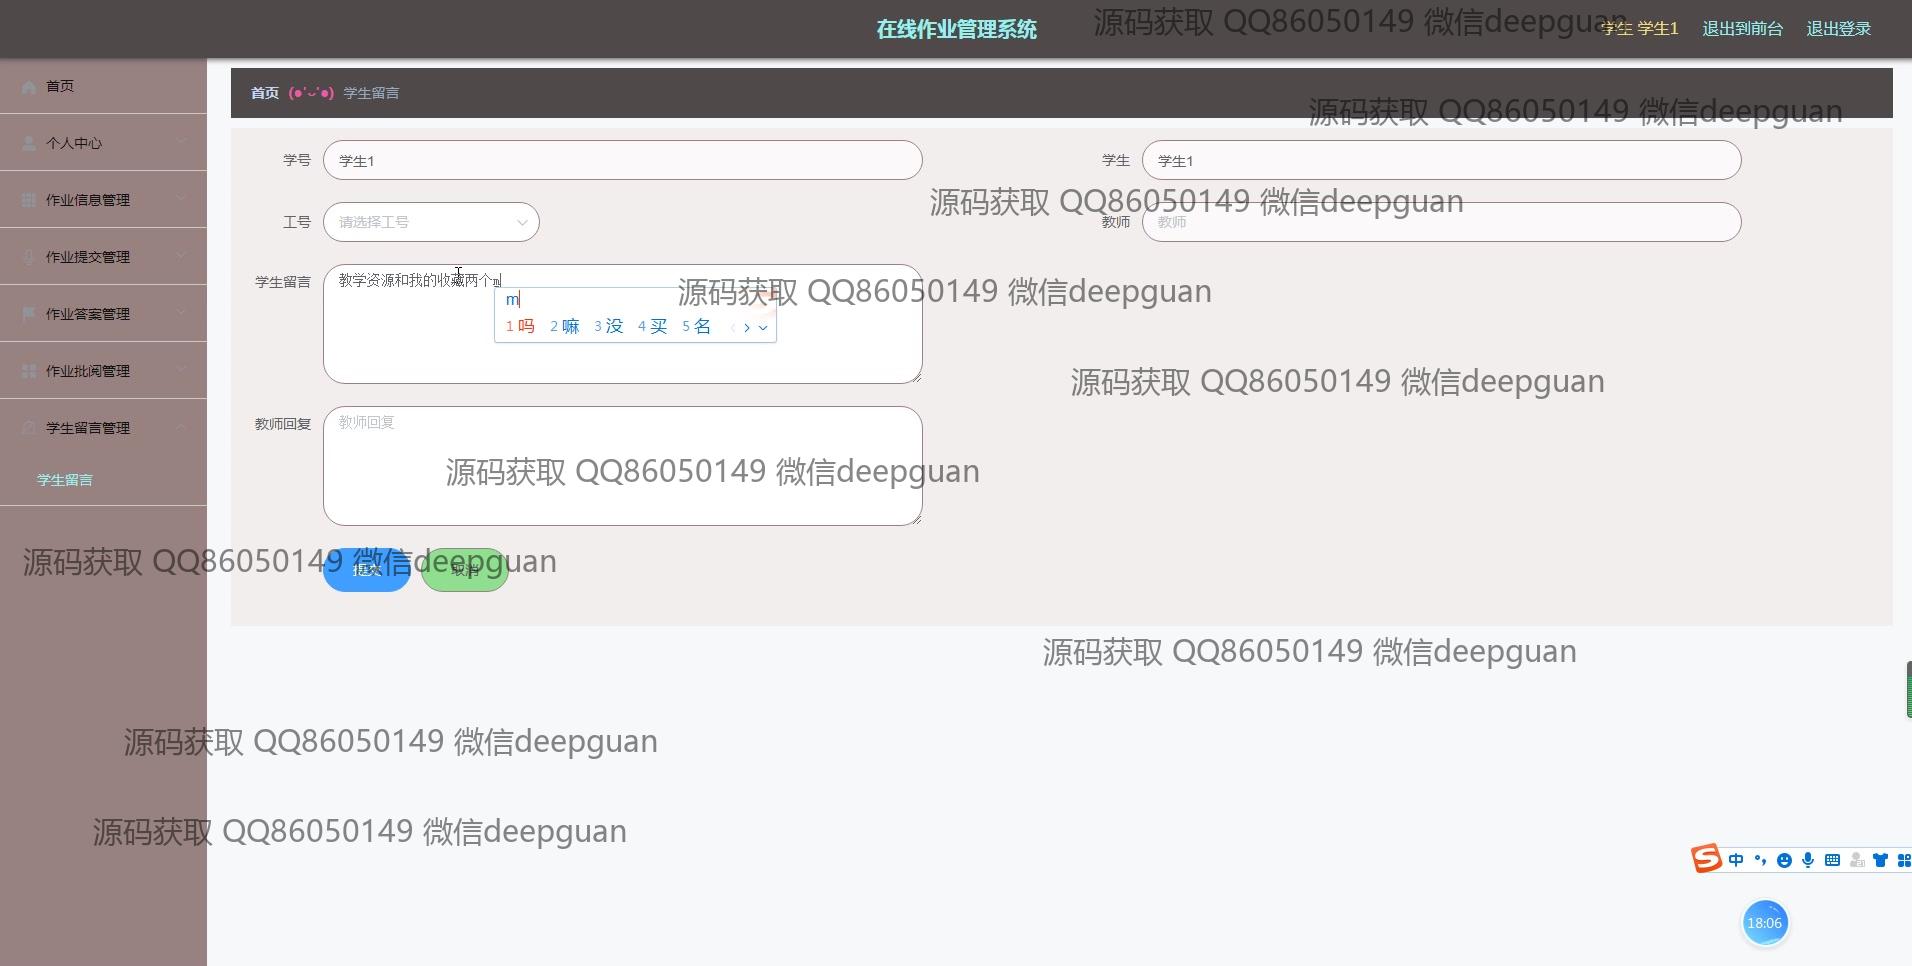 在线作业管理系统
源码获取 QQ86050149 微信deepguan
学生 学生1
退出到前台
退出登录
首页
个人中心
作业信息管理
作业提交管理
作业答案管理
作业批阅管理
学生留言管理
学生留言
首页 (●'ᴗ'●) 学生留言
源码获取 QQ86050149 微信deepguan
学号
学生1
学生
学生1
源码获取 QQ86050149 微信deepguan
工号
请选择工号
教师
教师
学生留言
教学资源和我的收藏两个m
源码获取 QQ86050149 微信deepguan
m
1 吗 2 嘛 3 没 4 买 5 名
源码获取 QQ86050149 微信deepguan
教师回复
教师回复
源码获取 QQ86050149 微信deepguan
源码获取 QQ86050149 微信deepguan
提交
取消
源码获取 QQ86050149 微信deepguan
源码获取 QQ86050149 微信deepguan
源码获取 QQ86050149 微信deepguan
中
18:06